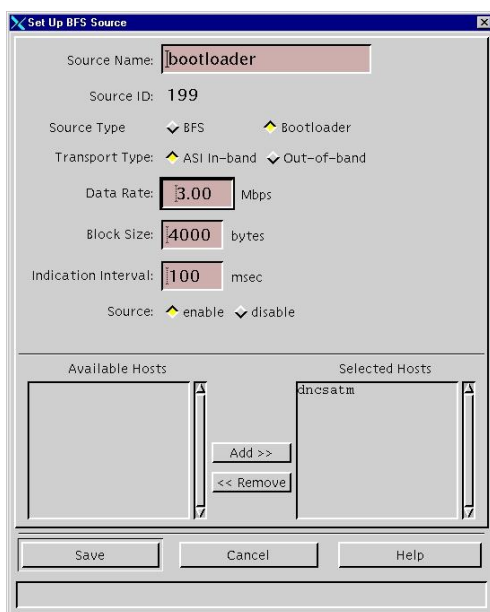 Set Up BFS Source
Source Name: bootloader
Source ID: 199
Source Type BFS Bootloader
Transport Type: ASI In-band Out-of-band
Data Rate: 3.00 Mbps
Block Size: 4000 bytes
Indication Interval: 100 msec
Source: enable disable
Available Hosts Selected Hosts
dncsatm
Add >>
<< Remove
Save Cancel Help